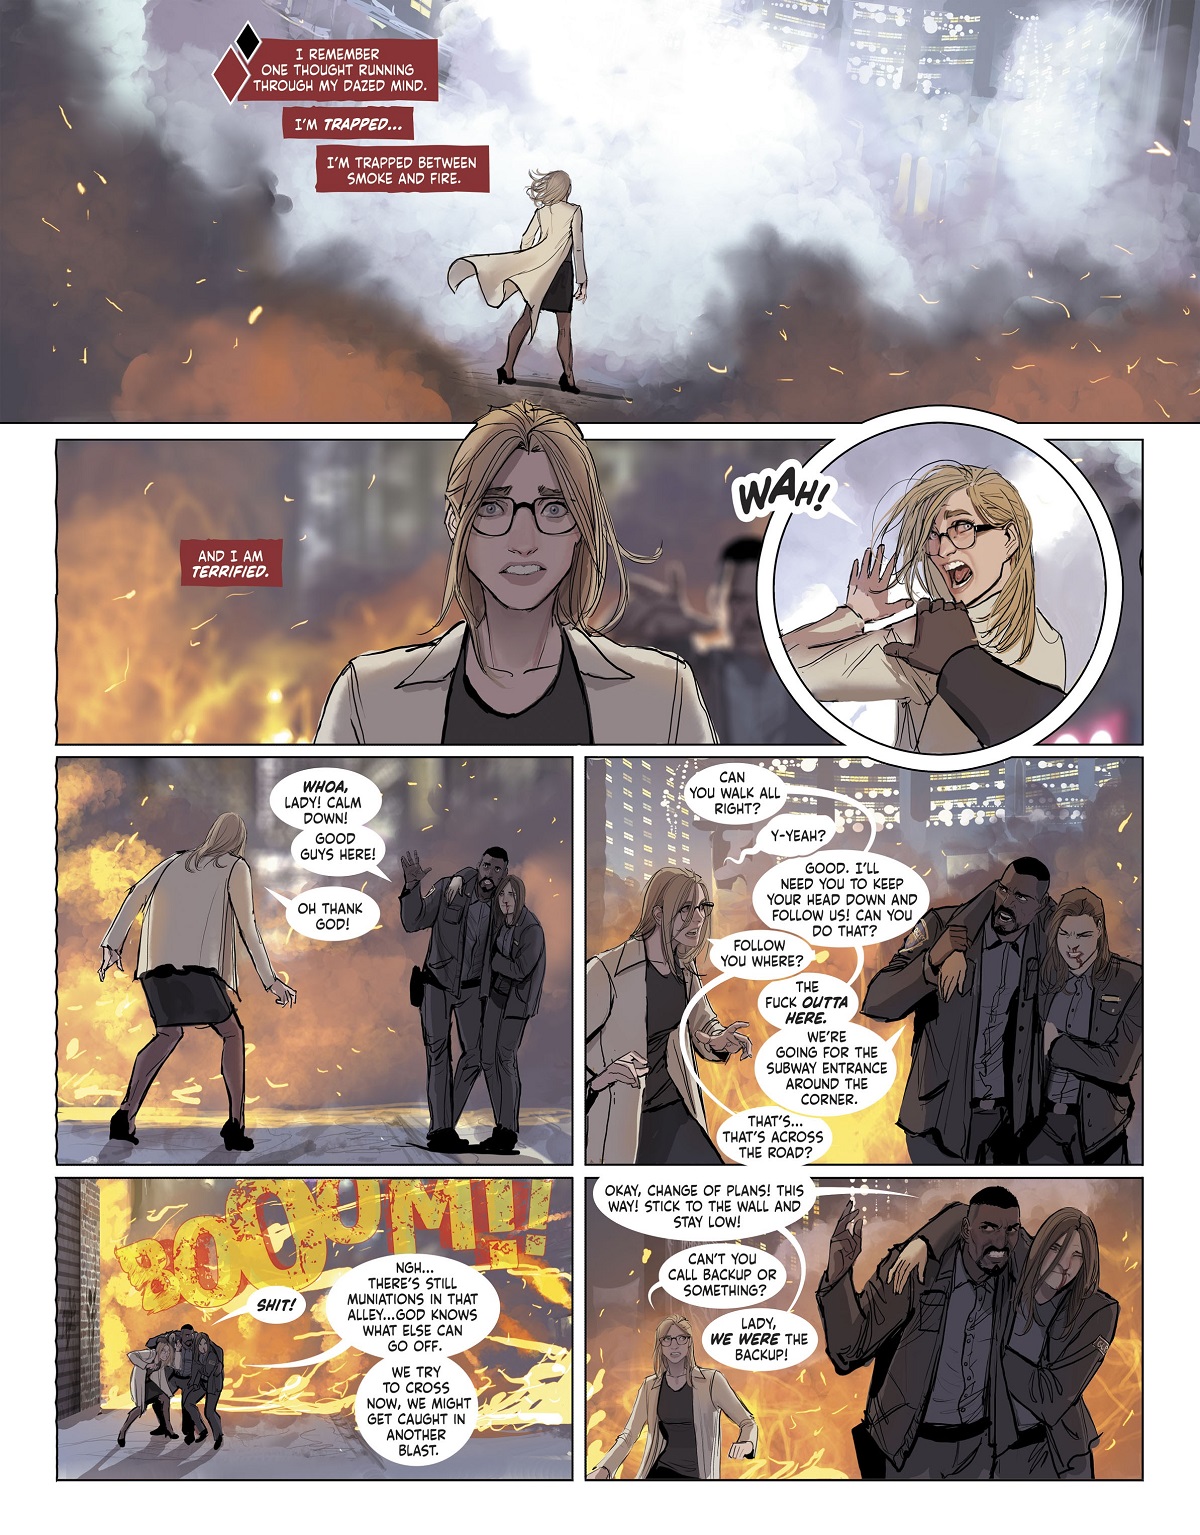 I REMEMBER
ONE THOUGHT RUNNING
THROUGH MY DAZED MIND.
I'M TRAPPED...
I'M TRAPPED BETWEEN
SMOKE AND FIRE.
AND I AM
TERRIFIED.
WAH!
WHOA,
LADY! CALM
DOWN!
GOOD
GUYS HERE!
OH THANK
GOD!
CAN
YOU WALK ALL
RIGHT?
Y-YEAH?
GOOD. I'LL
NEED YOU TO KEEP
YOUR HEAD DOWN AND
FOLLOW US! CAN YOU
DO THAT?
FOLLOW
YOU WHERE?
THE
FUCK OUTTA
HERE.
WE'RE
GOING FOR THE
SUBWAY ENTRANCE
AROUND THE
CORNER.
THAT'S...
THAT'S ACROSS
THE ROAD?
BOOOUM!!
SHIT!
NGH...
THERE'S STILL
MUNIATIONS IN THAT
ALLEY...GOD KNOWS
WHAT ELSE CAN
GO OFF.
WE TRY
TO CROSS
NOW, WE MIGHT
GET CAUGHT IN
ANOTHER
BLAST.
OKAY, CHANGE OF PLANS! THIS
WAY! STICK TO THE WALL AND
STAY LOW!
CAN'T YOU
CALL BACKUP OR
SOMETHING?
LADY,
WE WERE THE
BACKUP!